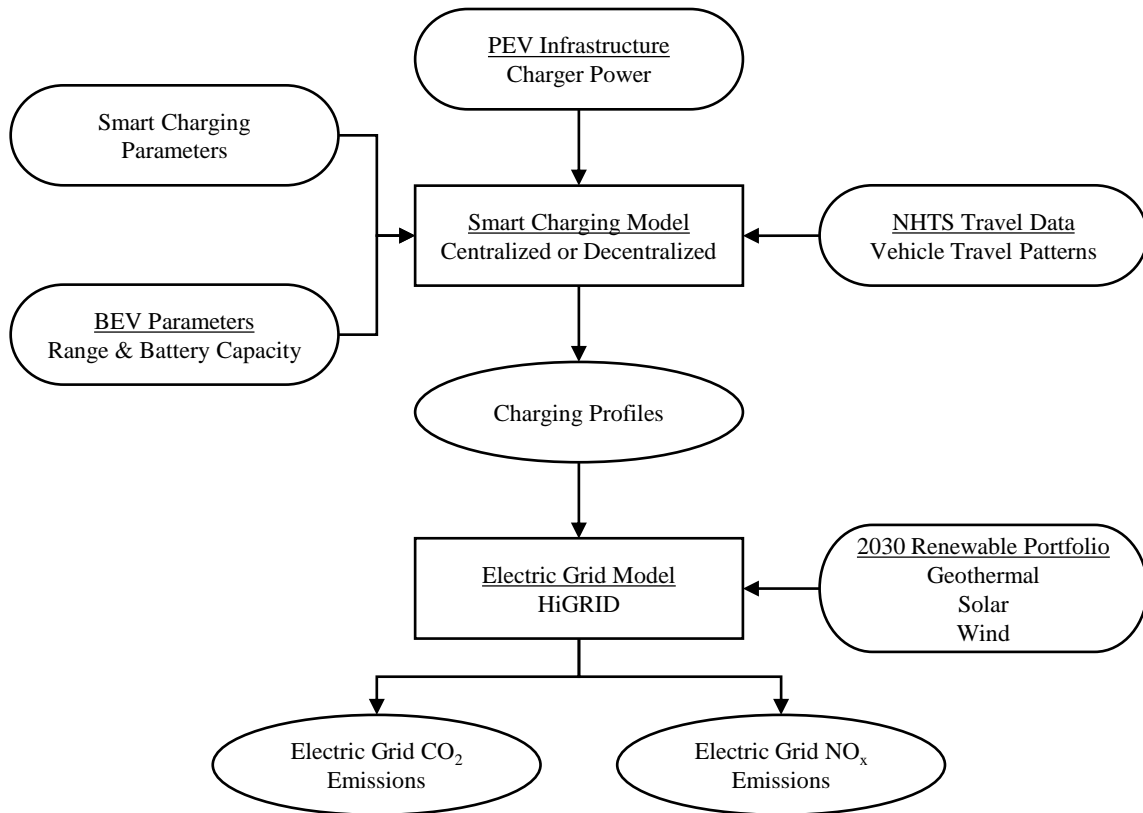 PEV Infrastructure
Charger Power
Smart Charging
Parameters
Smart Charging Model
Centralized or Decentralized
NHTS Travel Data
Vehicle Travel Patterns
BEV Parameters
Range & Battery Capacity
Charging Profiles
2030 Renewable Portfolio
Geothermal
Solar
Wind
Electric Grid Model
HiGRID
Electric Grid CO₂
Emissions
Electric Grid NOₓ
Emissions